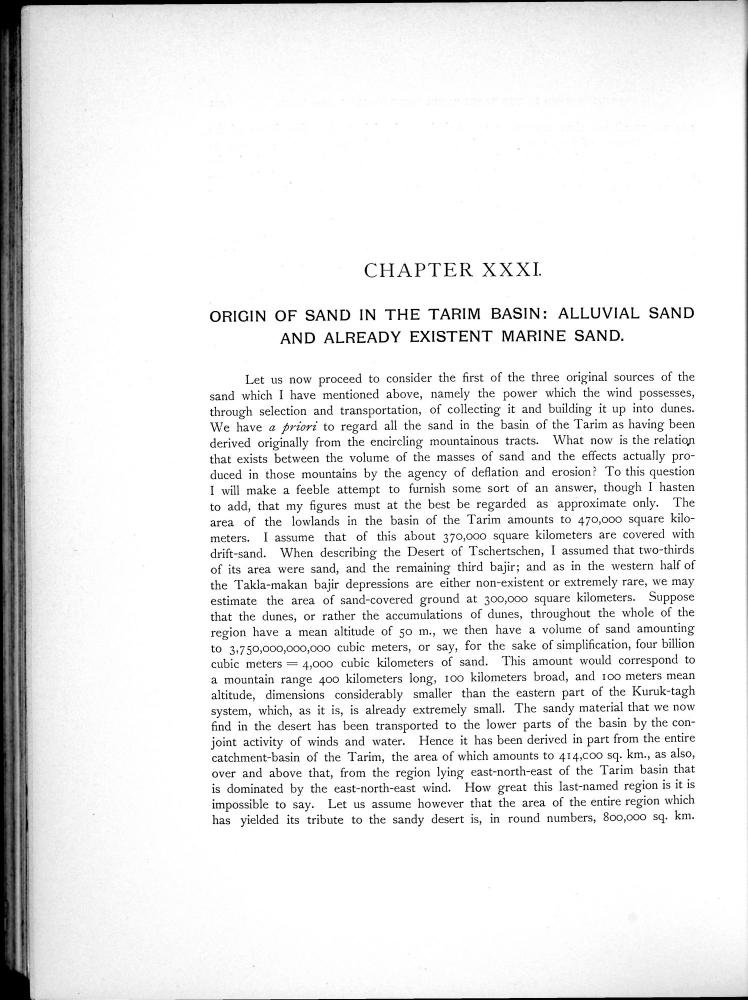 CHAPTER XXXI.
ORIGIN OF SAND IN THE TARIM BASIN: ALLUVIAL SAND
AND ALREADY EXISTENT MARINE SAND.
Let us now proceed to consider the first of the three original sources of the
sand which I have mentioned above, namely the power which the wind possesses,
through selection and transportation, of collecting it and building it up into dunes.
We have a priori to regard all the sand in the basin of the Tarim as having been
derived originally from the encircling mountainous tracts. What now is the relation
that exists between the volume of the masses of sand and the effects actually pro-
duced in those mountains by the agency of deflation and erosion? To this question
I will make a feeble attempt to furnish some sort of an answer, though I hasten
to add, that my figures must at the best be regarded as approximate only. The
area of the lowlands in the basin of the Tarim amounts to 470,000 square kilo-
meters. I assume that of this about 370,000 square kilometers are covered with
drift-sand. When describing the Desert of Tschertschen, I assumed that two-thirds
of its area were sand, and the remaining third bajir; and as in the western half of
the Takla-makan bajir depressions are either non-existent or extremely rare, we may
estimate the area of sand-covered ground at 300,000 square kilometers. Suppose
that the dunes, or rather the accumulations of dunes, throughout the whole of the
region have a mean altitude of 50 m., we then have a volume of sand amounting
to 3,750,000,000,000 cubic meters, or say, for the sake of simplification, four billion
cubic meters = 4,000 cubic kilometers of sand. This amount would correspond to
a mountain range 400 kilometers long, 100 kilometers broad, and 100 meters mean
altitude, dimensions considerably smaller than the eastern part of the Kuruk-tagh
system, which, as it is, is already extremely small. The sandy material that we now
find in the desert has been transported to the lower parts of the basin by the con-
joint activity of winds and water. Hence it has been derived in part from the entire
catchment-basin of the Tarim, the area of which amounts to 414,000 sq. km., as also,
over and above that, from the region lying east-north-east of the Tarim basin that
is dominated by the east-north-east wind. How great this last-named region is it is
impossible to say. Let us assume however that the area of the entire region which
has yielded its tribute to the sandy desert is, in round numbers, 800,000 sq. km.